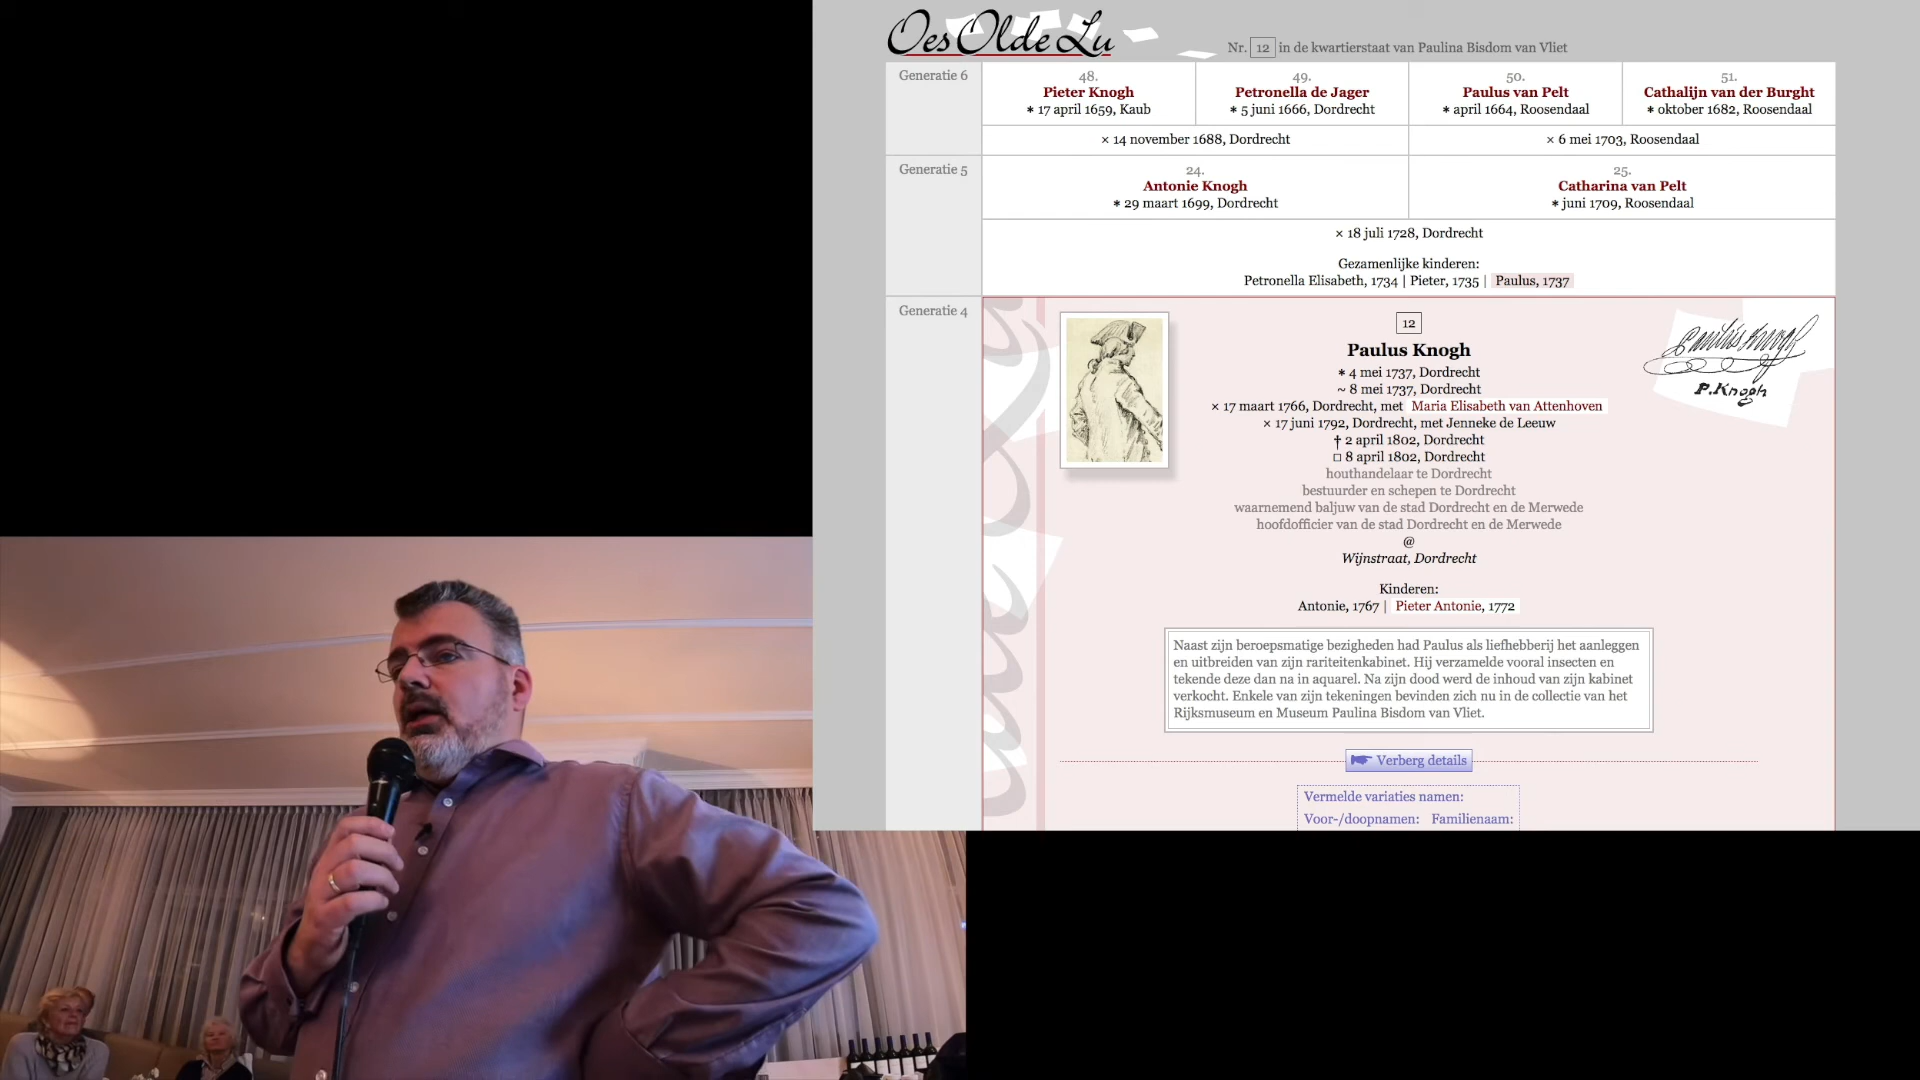 Oes Olde Lu
Nr. 12 in de kwartierstaat van Paulina Bisdom van Vliet
Generatie 6
48.
Pieter Knogh
* 17 april 1659, Kaub
49.
Petronella de Jager
* 5 juni 1666, Dordrecht
50.
Paulus van Pelt
* april 1664, Roosendaal
51.
Cathalijn van der Burght
* oktober 1682, Roosendaal
× 14 november 1688, Dordrecht
× 6 mei 1703, Roosendaal
Generatie 5
24.
Antonie Knogh
* 29 maart 1699, Dordrecht
25.
Catharina van Pelt
* juni 1709, Roosendaal
× 18 juli 1728, Dordrecht
Gezamenlijke kinderen:
Petronella Elisabeth, 1734 | Pieter, 1735 | Paulus, 1737
Generatie 4
12
Paulus Knogh
* 4 mei 1737, Dordrecht
~ 8 mei 1737, Dordrecht
× 17 maart 1766, Dordrecht, met Maria Elisabeth van Attenhoven
× 17 juni 1792, Dordrecht, met Jenneke de Leeuw
† 2 april 1802, Dordrecht
□ 8 april 1802, Dordrecht
houthandelaar te Dordrecht
bestuurder en schepen te Dordrecht
waarnemend baljuw van de stad Dordrecht en de Merwede
hoofdofficier van de stad Dordrecht en de Merwede
@
Wijnstraat, Dordrecht
Kinderen:
Antonie, 1767 | Pieter Antonie, 1772
Paulus Knogh
P. Knogh
Naast zijn beroepsmatige bezigheden had Paulus als liefhebberij het aanleggen
en uitbreiden van zijn rariteitenkabinet. Hij verzamelde vooral insecten en
tekende deze dan na in aquarel. Na zijn dood werd de inhoud van zijn kabinet
verkocht. Enkele van zijn tekeningen bevinden zich nu in de collectie van het
Rijksmuseum en Museum Paulina Bisdom van Vliet.
Verberg details
Vermelde variaties namen:
Voor-/doopnamen: Familienaam: